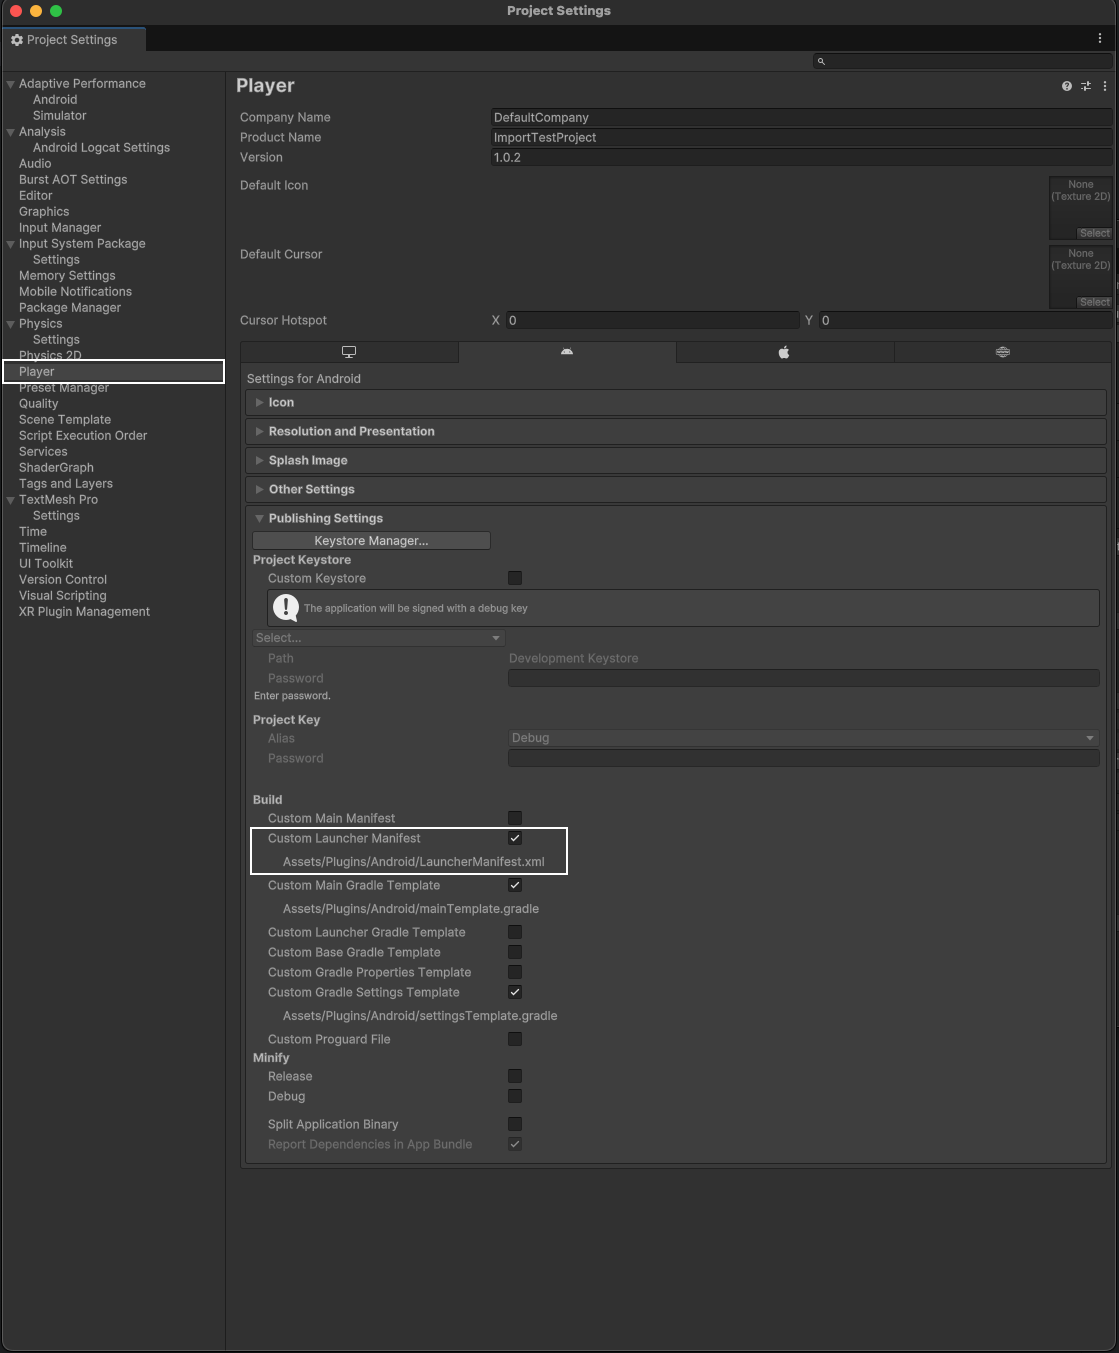 Project Settings
Project Settings
Adaptive Performance
Android
Simulator
Analysis
Android Logcat Settings
Audio
Burst AOT Settings
Editor
Graphics
Input Manager
Input System Package
Settings
Memory Settings
Mobile Notifications
Package Manager
Physics
Settings
Physics 2D
Player
Preset Manager
Quality
Scene Template
Script Execution Order
Services
ShaderGraph
Tags and Layers
TextMesh Pro
Settings
Time
Timeline
UI Toolkit
Version Control
Visual Scripting
XR Plugin Management
Player
Company Name DefaultCompany
Product Name ImportTestProject
Version 1.0.2
Default Icon
None
(Texture 2D)
Select
Default Cursor
None
(Texture 2D)
Select
Cursor Hotspot X 0 Y 0
Settings for Android
Icon
Resolution and Presentation
Splash Image
Other Settings
Publishing Settings
Keystore Manager...
Project Keystore
Custom Keystore
The application will be signed with a debug key
Select...
Path Development Keystore
Password
Enter password.
Project Key
Alias Debug
Password
Build
Custom Main Manifest
Custom Launcher Manifest
Assets/Plugins/Android/LauncherManifest.xml
Custom Main Gradle Template
Assets/Plugins/Android/mainTemplate.gradle
Custom Launcher Gradle Template
Custom Base Gradle Template
Custom Gradle Properties Template
Custom Gradle Settings Template
Assets/Plugins/Android/settingsTemplate.gradle
Custom Proguard File
Minify
Release
Debug
Split Application Binary
Report Dependencies in App Bundle